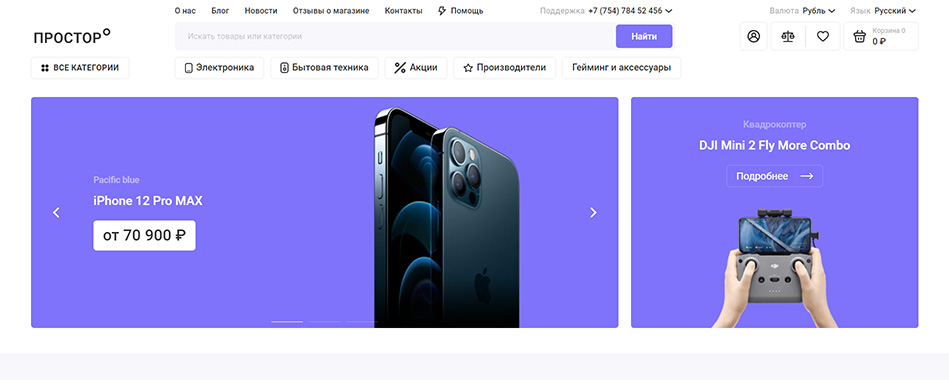 О нас Блог Новости Отзывы о магазине Контакты Помощь Поддержка +7 (754) 784 52 456 Валюта Рубль Язык Русский
ПРОСТОР
Искать товары или категории Найти
Корзина 0
0 ₽
ВСЕ КАТЕГОРИИ Электроника Бытовая техника Акции Производители Гейминг и аксессуары
Pacific blue
iPhone 12 Pro MAX
от 70 900 ₽
Квадрокоптер
DJI Mini 2 Fly More Combo
Подробнее
dji